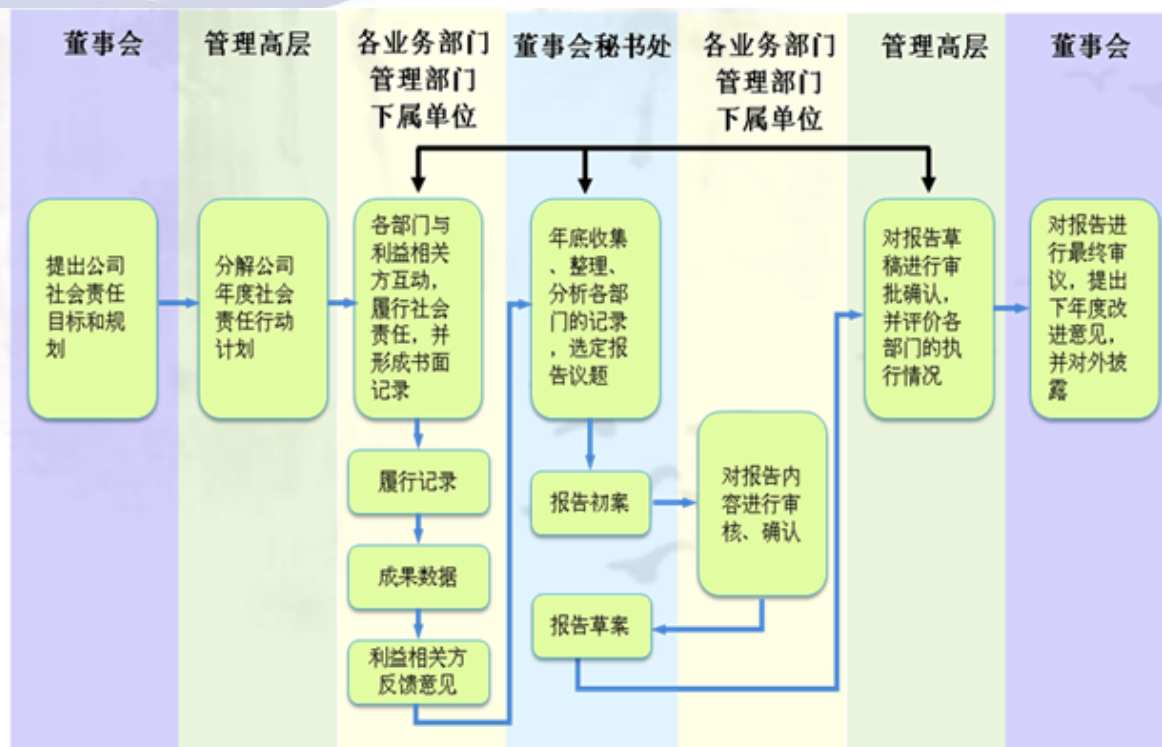 董事会
管理高层
各业务部门
管理部门
下属单位
董事会秘书处
各业务部门
管理部门
下属单位
管理高层
董事会
提出公司
社会责任
目标和规
划
分解公司
年度社会
责任行动
计划
各部门与
利益相关
方互动，
履行社会
责任，并
形成书面
记录
履行记录
成果数据
利益相关方
反馈意见
年底收集
、整理、
分析各部
门的记录
，选定报
告议题
报告初案
报告草案
对报告内
容进行审
核、确认
对报告草
稿进行审
批确认，
并评价各
部门的执
行情况
对报告进
行最终审
议，提出
下年度改
进意见，
并对外披
露